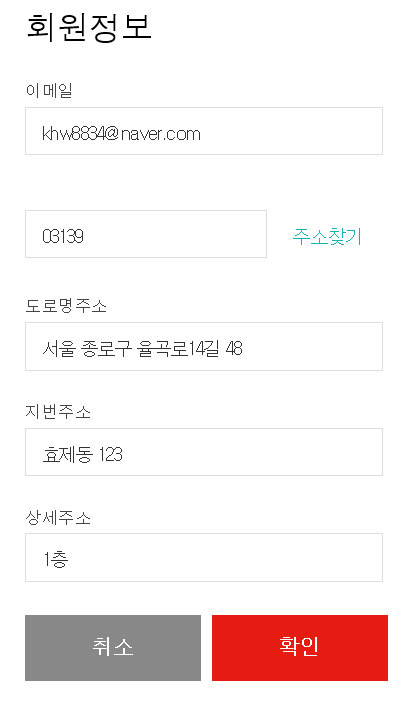 회원정보
이메일
khw8834@naver.com
03139 주소찾기
도로명주소
서울 종로구 율곡로14길 48
지번주소
효제동 123
상세주소
1층
취소 확인